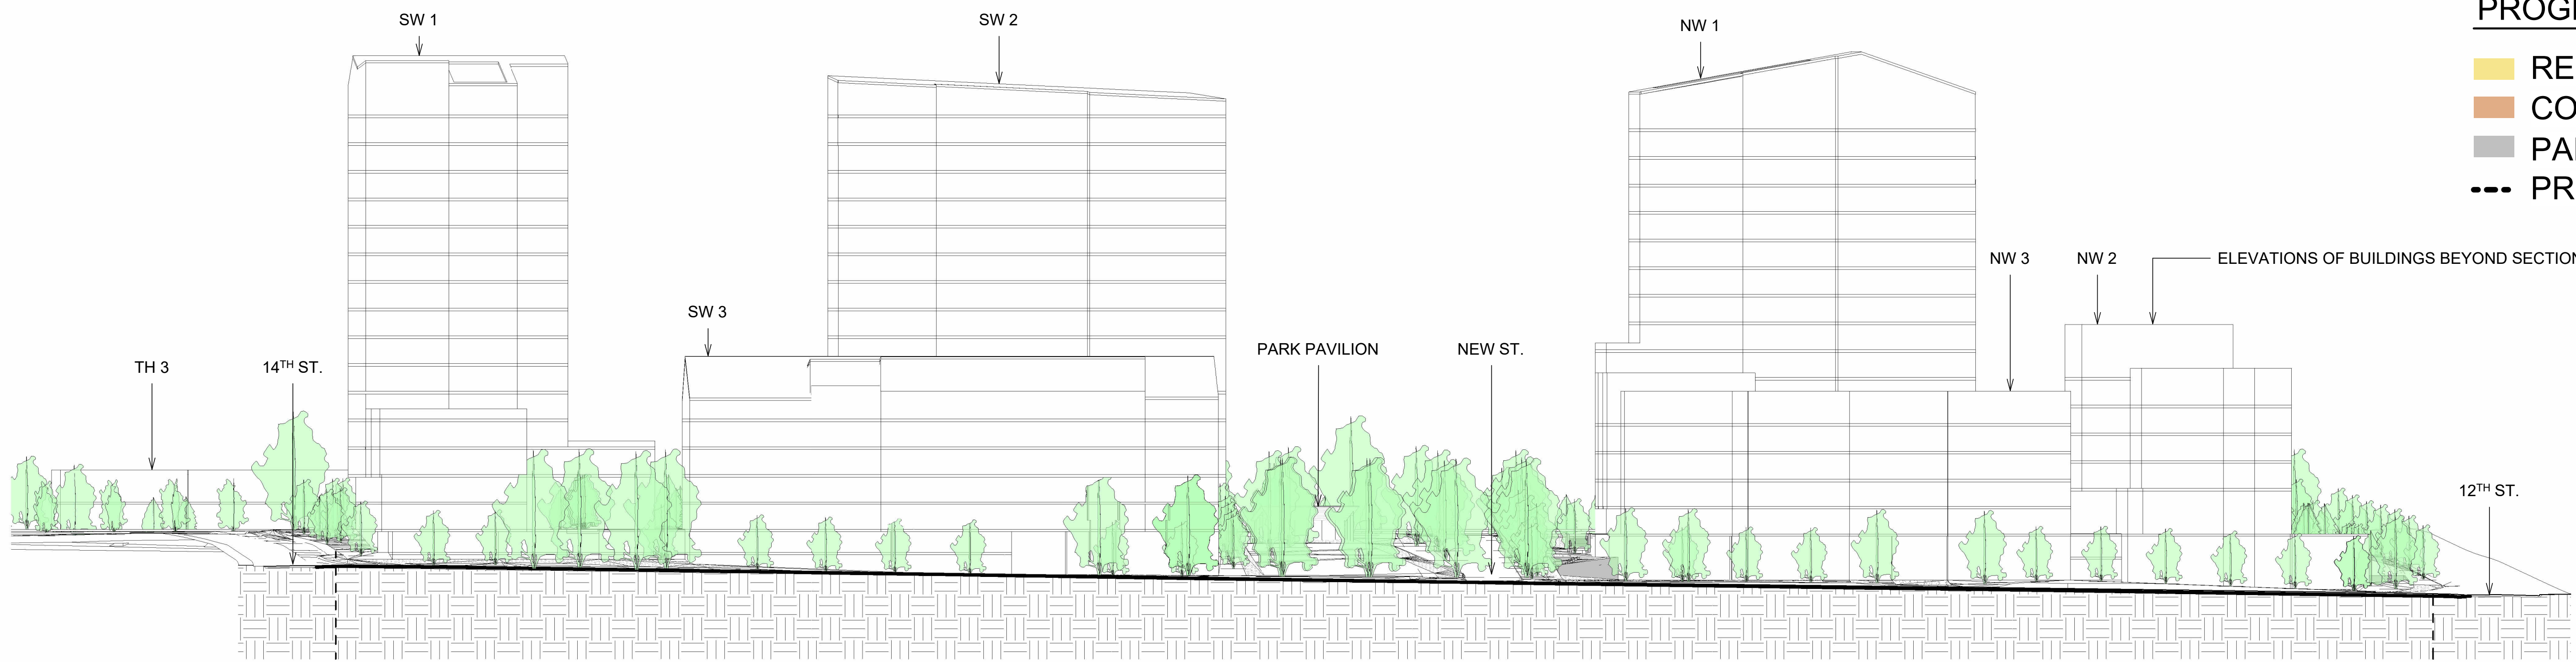 SW 1
SW 2
NW 1
PROG
RE
CO
PA
PR
NW 3
NW 2
ELEVATIONS OF BUILDINGS BEYOND SECTION
SW 3
PARK PAVILION
NEW ST.
TH 3
14TH ST.
12TH ST.